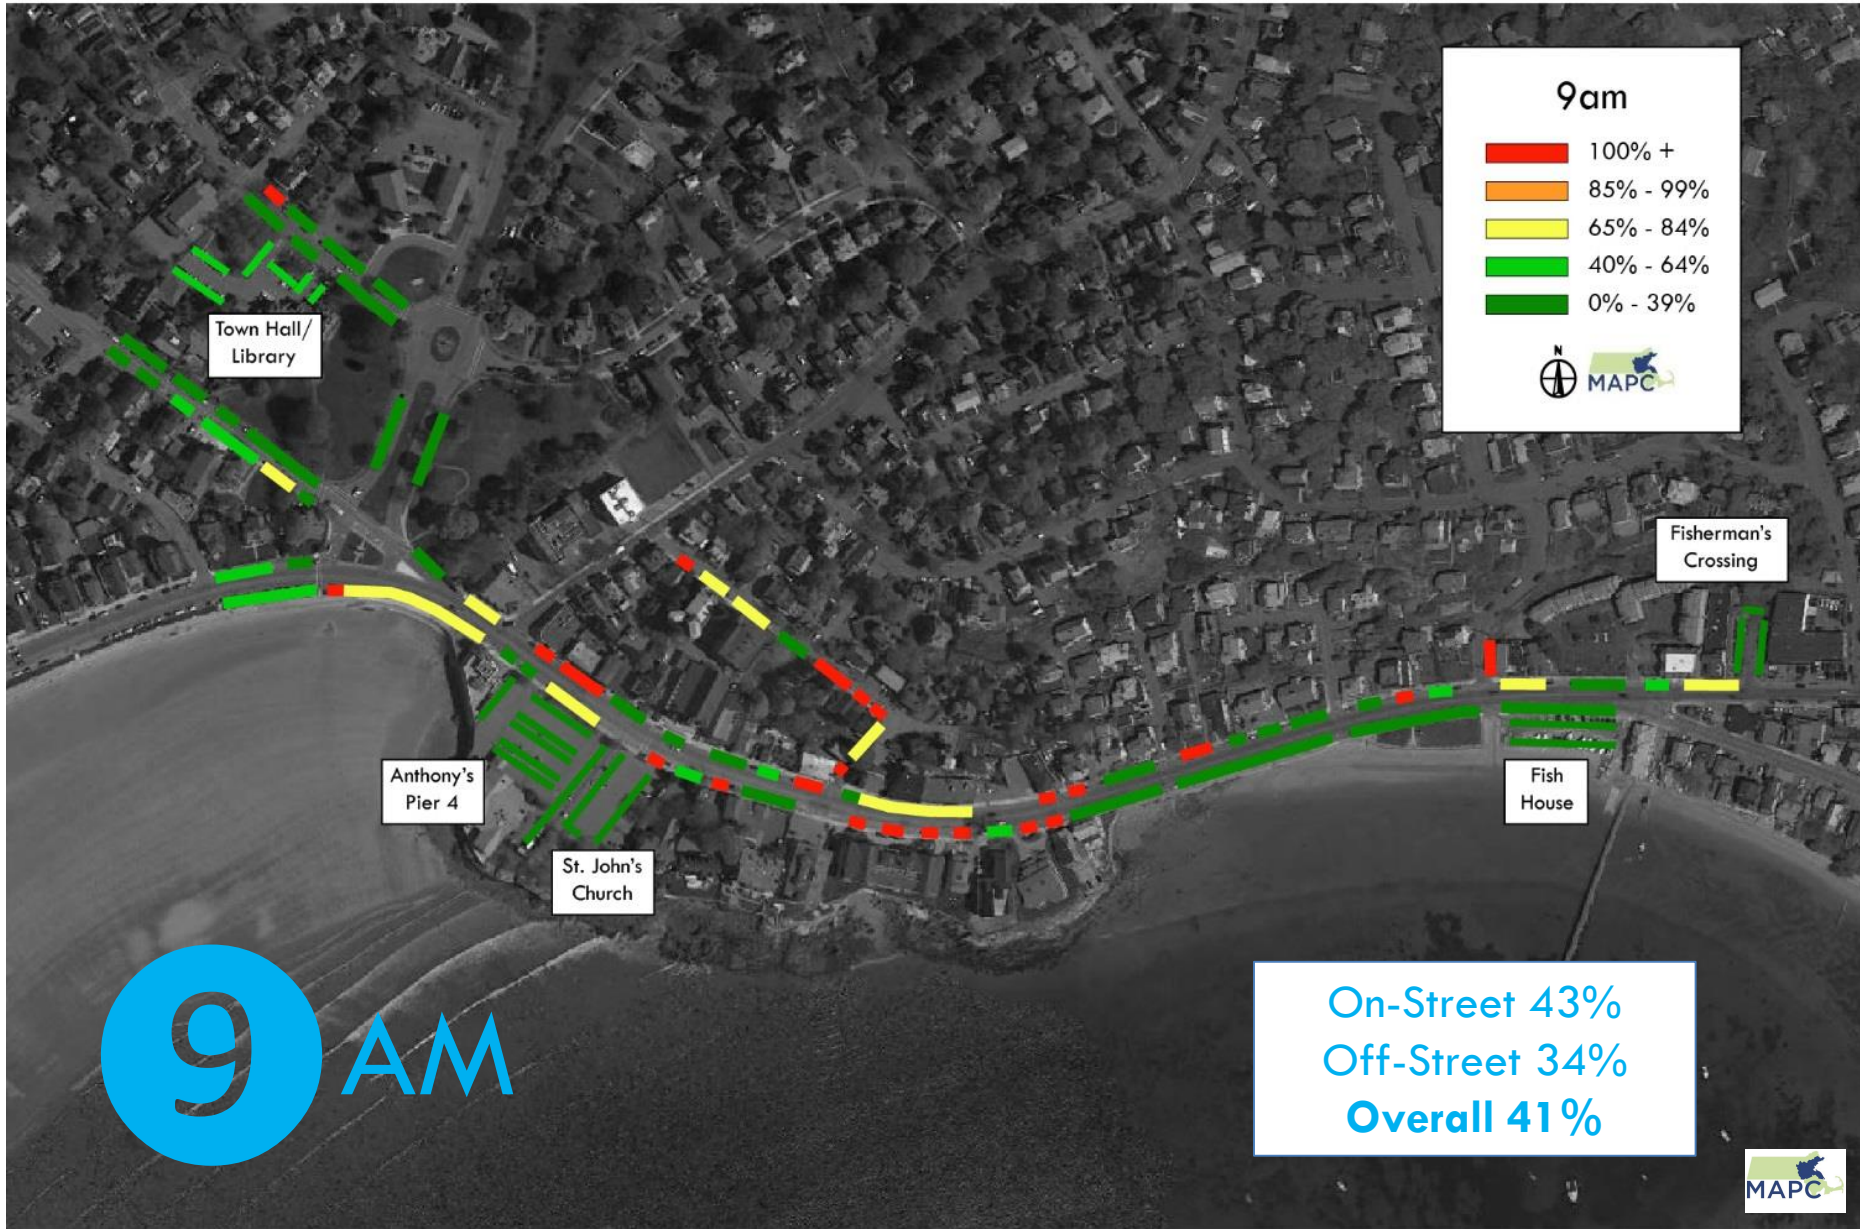 9am
100% +
85% - 99%
65% - 84%
40% - 64%
0% - 39%
N
MAPC
Town Hall/
Library
Fisherman's
Crossing
Anthony's
Pier 4
Fish
House
St. John's
Church
9 AM
On-Street 43%
Off-Street 34%
Overall 41%
MAPC